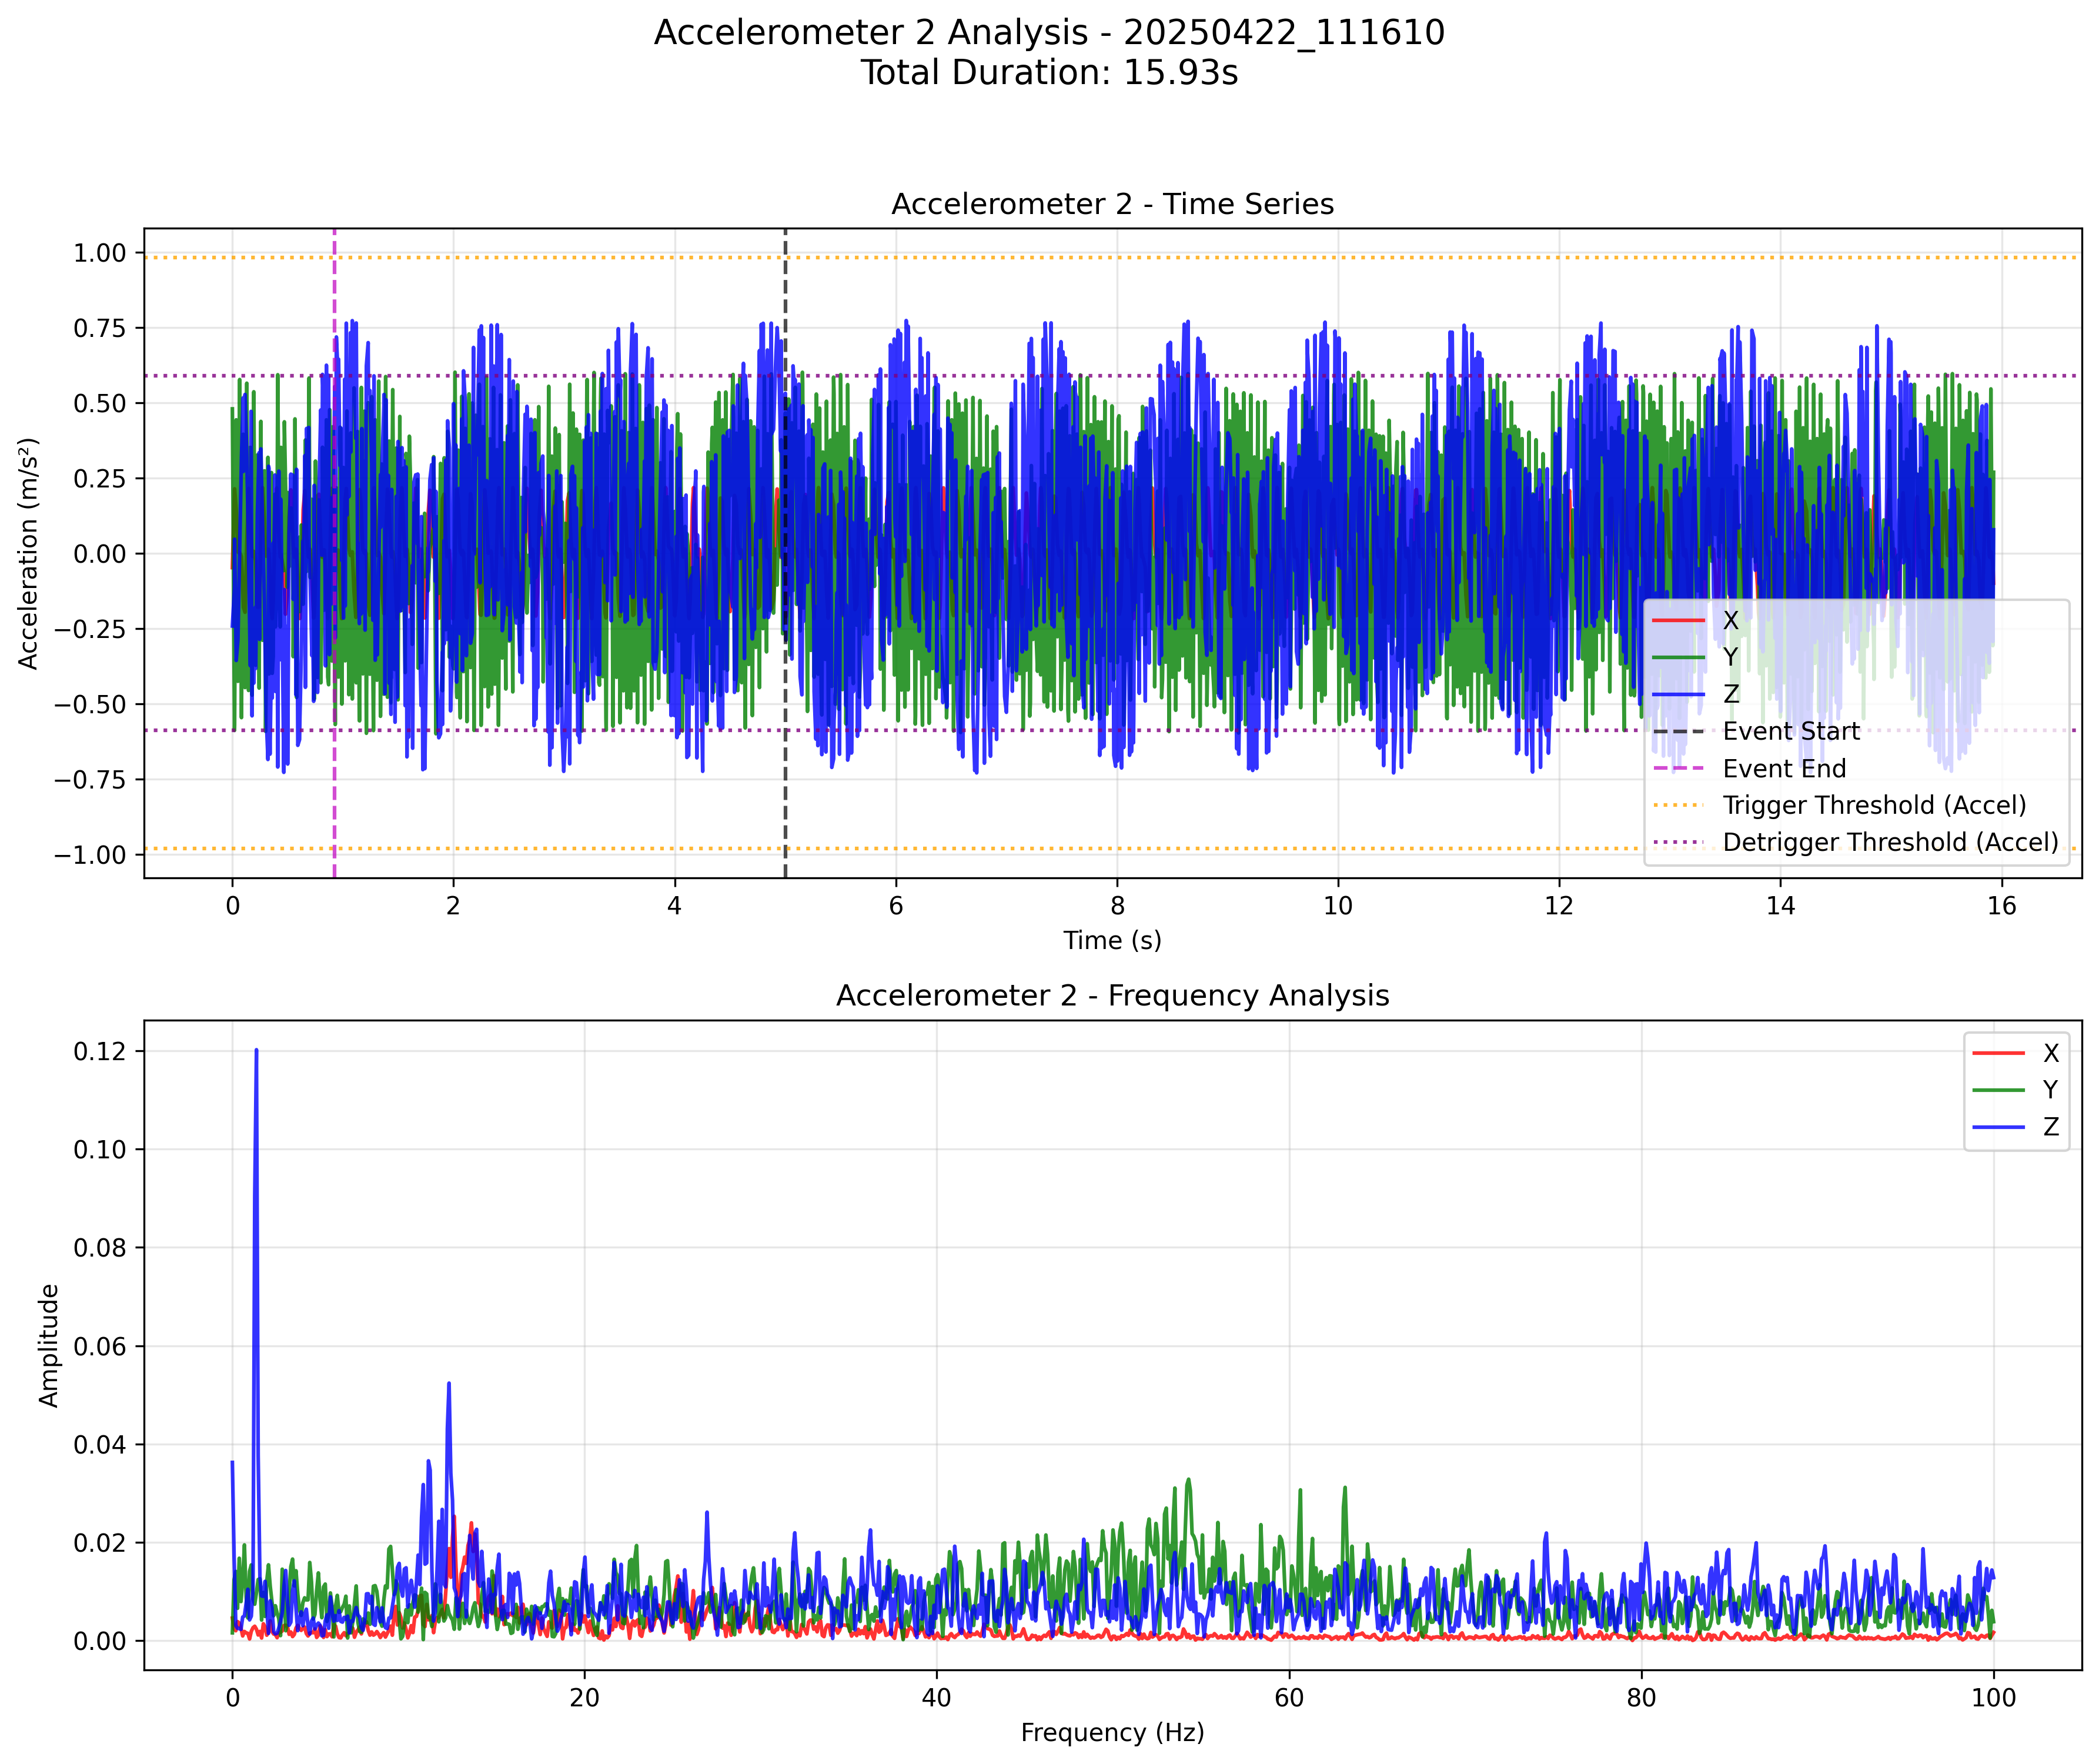 Accelerometer 2 Analysis - 20250422_111610
Total Duration: 15.93s
Accelerometer 2 - Time Series
Acceleration (m/s²)
1.00
0.75
0.50
0.25
0.00
−0.25
−0.50
−0.75
−1.00
X
Y
Z
Event Start
Event End
Trigger Threshold (Accel)
Detrigger Threshold (Accel)
0 2 4 6 8 10 12 14 16
Time (s)
Accelerometer 2 - Frequency Analysis
Amplitude
0.12
0.10
0.08
0.06
0.04
0.02
0.00
X
Y
Z
0 20 40 60 80 100
Frequency (Hz)